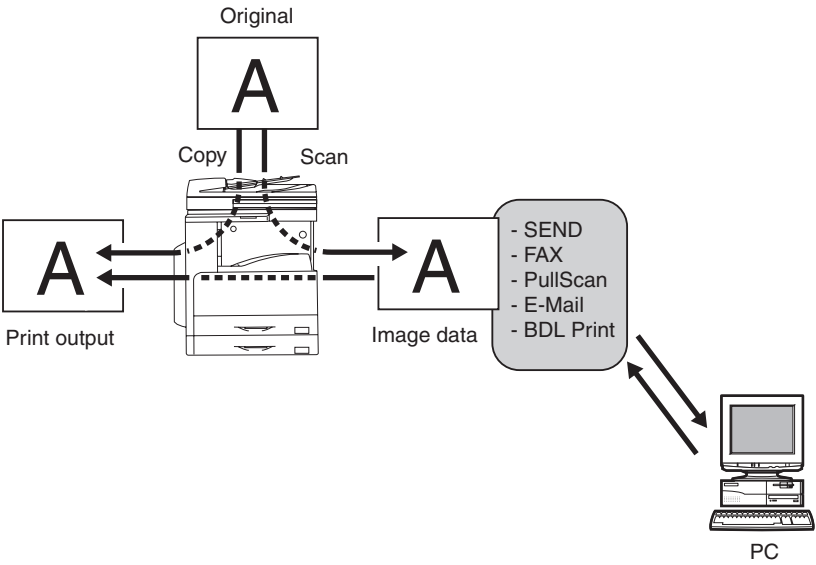 Original
A
Copy
Scan
A
A
- SEND
- FAX
- PullScan
- E-Mail
- BDL Print
Print output
Image data
PC